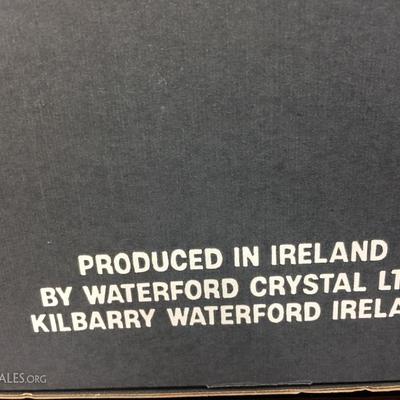 PRODUCED IN IRELAND
BY WATERFORD CRYSTAL LT
KILBARRY WATERFORD IRELA
ALES.ORG